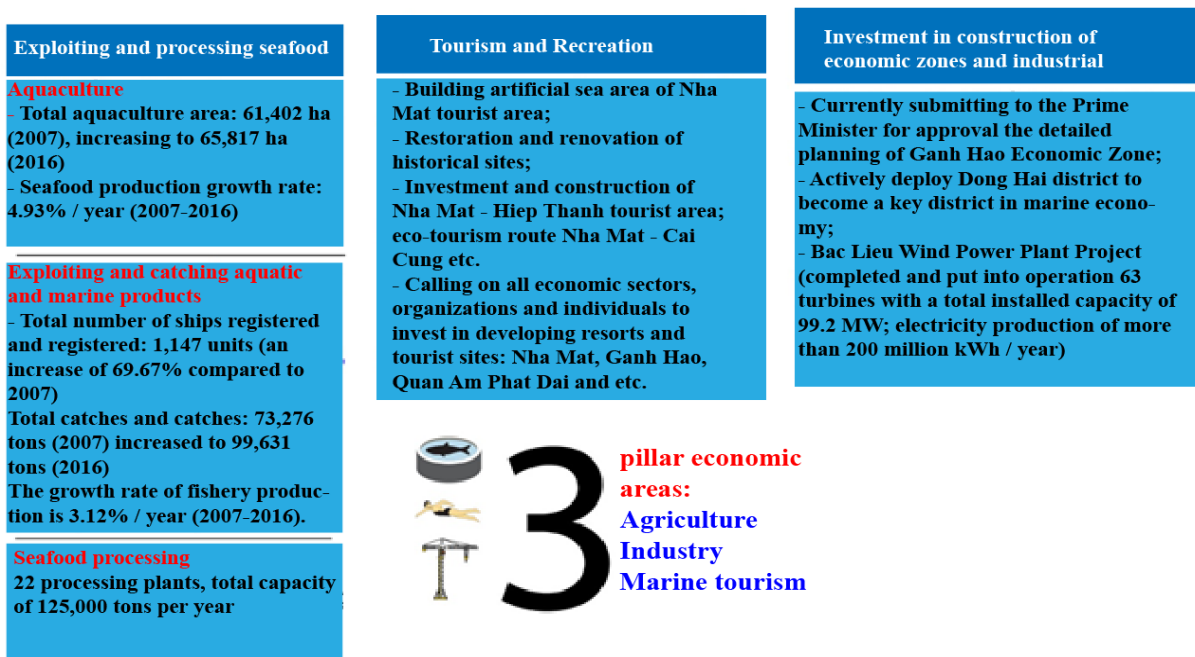 Exploiting and processing seafood
Aquaculture
- Total aquaculture area: 61,402 ha
(2007), increasing to 65,817 ha
(2016)
- Seafood production growth rate:
4.93% / year (2007-2016)
Exploiting and catching aquatic
and marine products
- Total number of ships registered
and registered: 1,147 units (an
increase of 69.67% compared to
2007)
Total catches and catches: 73,276
tons (2007) increased to 99,631
tons (2016)
The growth rate of fishery produc-
tion is 3.12% / year (2007-2016).
Seafood processing
22 processing plants, total capacity
of 125,000 tons per year
Tourism and Recreation
- Building artificial sea area of Nha
Mat tourist area;
- Restoration and renovation of
historical sites;
- Investment and construction of
Nha Mat - Hiep Thanh tourist area;
eco-tourism route Nha Mat - Cai
Cung etc.
- Calling on all economic sectors,
organizations and individuals to
invest in developing resorts and
tourist sites: Nha Mat, Ganh Hao,
Quan Am Phat Dai and etc.
Investment in construction of
economic zones and industrial
- Currently submitting to the Prime
Minister for approval the detailed
planning of Ganh Hao Economic Zone;
- Actively deploy Dong Hai district to
become a key district in marine econo-
my;
- Bac Lieu Wind Power Plant Project
(completed and put into operation 63
turbines with a total installed capacity of
99.2 MW; electricity production of more
than 200 million kWh / year)
3
pillar economic
areas:
Agriculture
Industry
Marine tourism